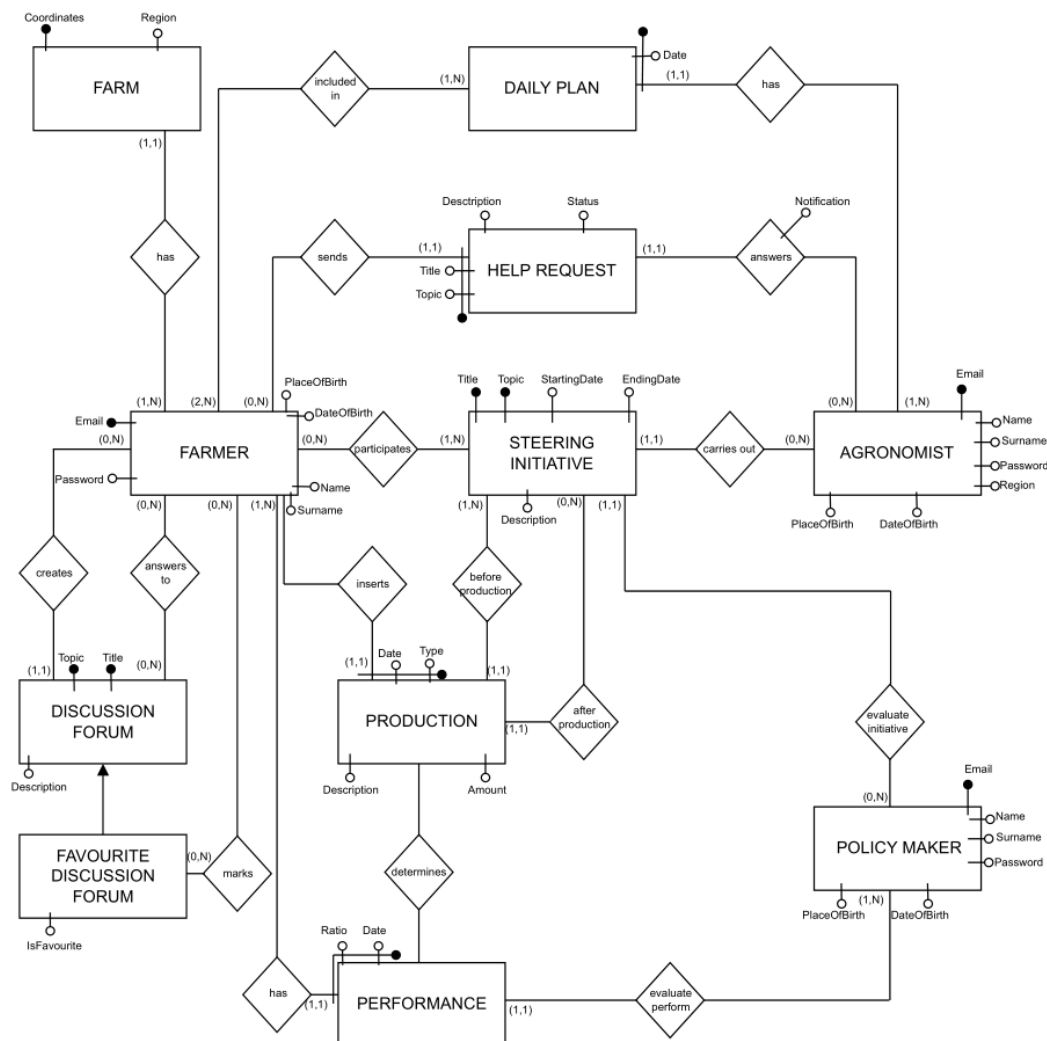 Coordinates
Region
FARM
(1,1)
included
in
(1,N)
DAILY PLAN
Date
(1,1)
has
has
sends
(1,1)
Desctription
Status
Title
Topic
HELP REQUEST
(1,1)
Notification
answers
(1,N)
(2,N)
(0,N)
PlaceOfBirth
DateOfBirth
Email
(0,N)
FARMER
(0,N)
Password
Name
Surname
(0,N)
(0,N)
(1,N)
participates
(1,N)
Title
Topic
StartingDate
EndingDate
STEERING
INITIATIVE
Description
(1,1)
(1,N)
(0,N)
(1,1)
carries out
(0,N)
(0,N)
(1,N)
Email
Name
Surname
Password
Region
AGRONOMIST
PlaceOfBirth
DateOfBirth
creates
answers
to
inserts
before
production
(1,1)
Topic
Title
(0,N)
DISCUSSION
FORUM
Description
(1,1)
Date
Type
(1,1)
PRODUCTION
(1,1)
Description
Amount
after
production
evaluate
initiative
FAVOURITE
DISCUSSION
FORUM
(0,N)
IsFavourite
marks
determines
(0,N)
Email
Name
Surname
Password
POLICY MAKER
PlaceOfBirth
(1,N)
DateOfBirth
has
(1,1)
Ratio
Date
PERFORMANCE
(1,1)
evaluate
perform